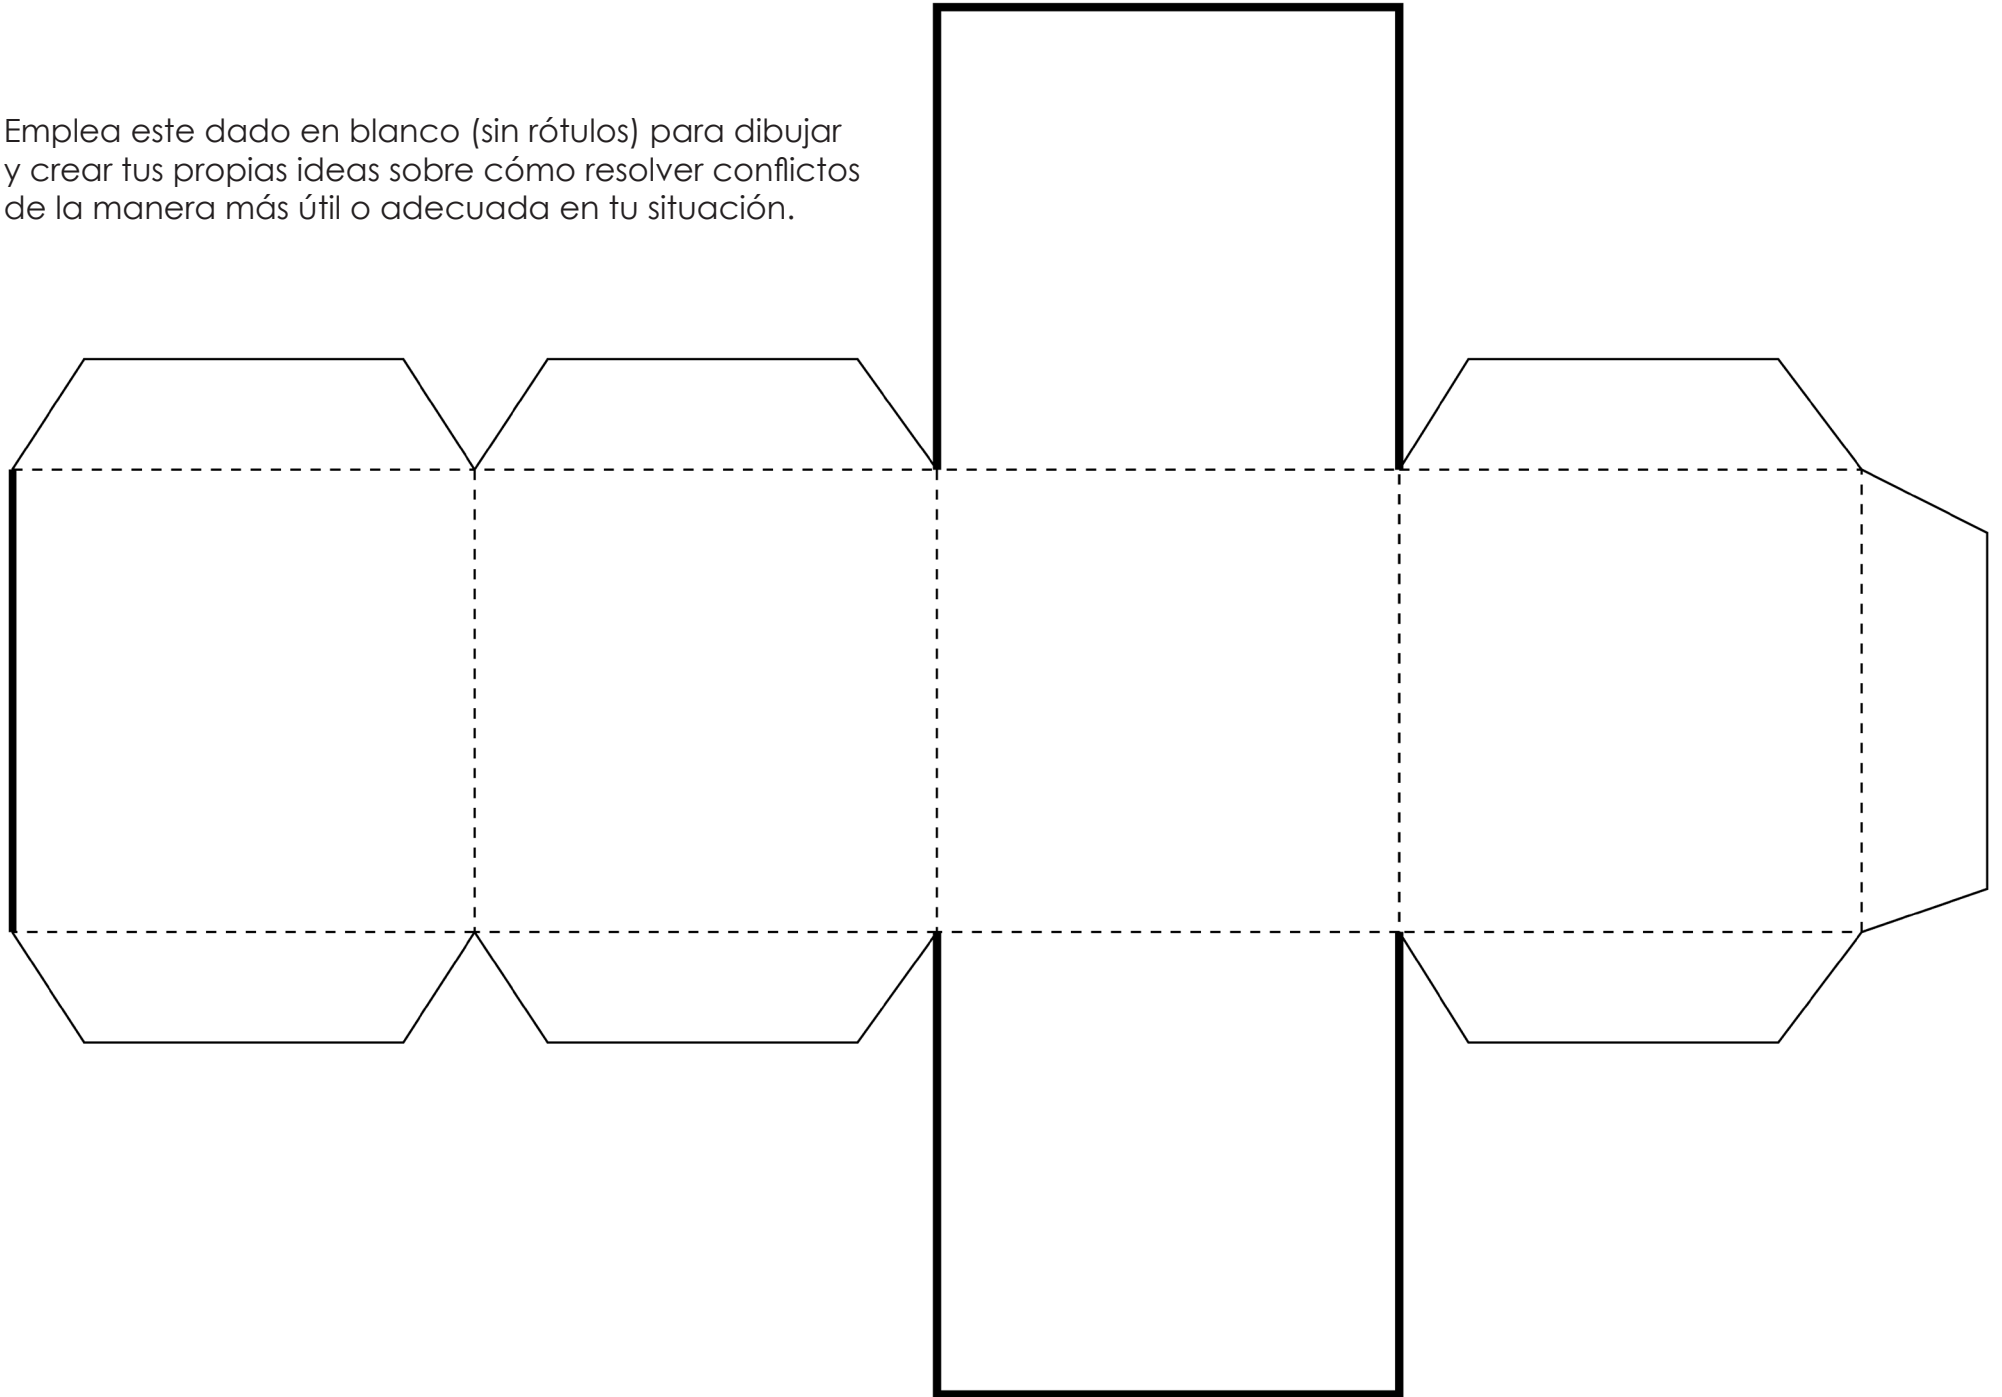 Emplea este dado en blanco (sin rótulos) para dibujar
y crear tus propias ideas sobre cómo resolver conflictos
de la manera más útil o adecuada en tu situación.